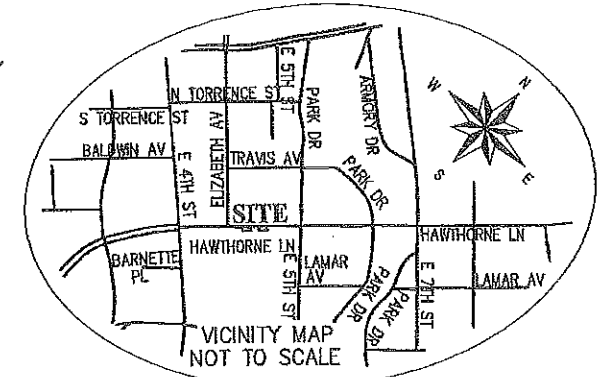 E 5TH ST
N TORRENCE ST
S TORRENCE ST
PARK DR
ARMORY DR
W
N
S
E
BALDWIN AV
E 4TH ST
ELIZABETH AV
TRAVIS AV
PARK DR
SITE
HAWTHORNE LN
HAWTHORNE LN
BARNETTE
PL
E 5TH ST
LAMAR
AV
PARK DR
PARK DR
E 7TH ST
LAMAR AV
VICINITY MAP
NOT TO SCALE